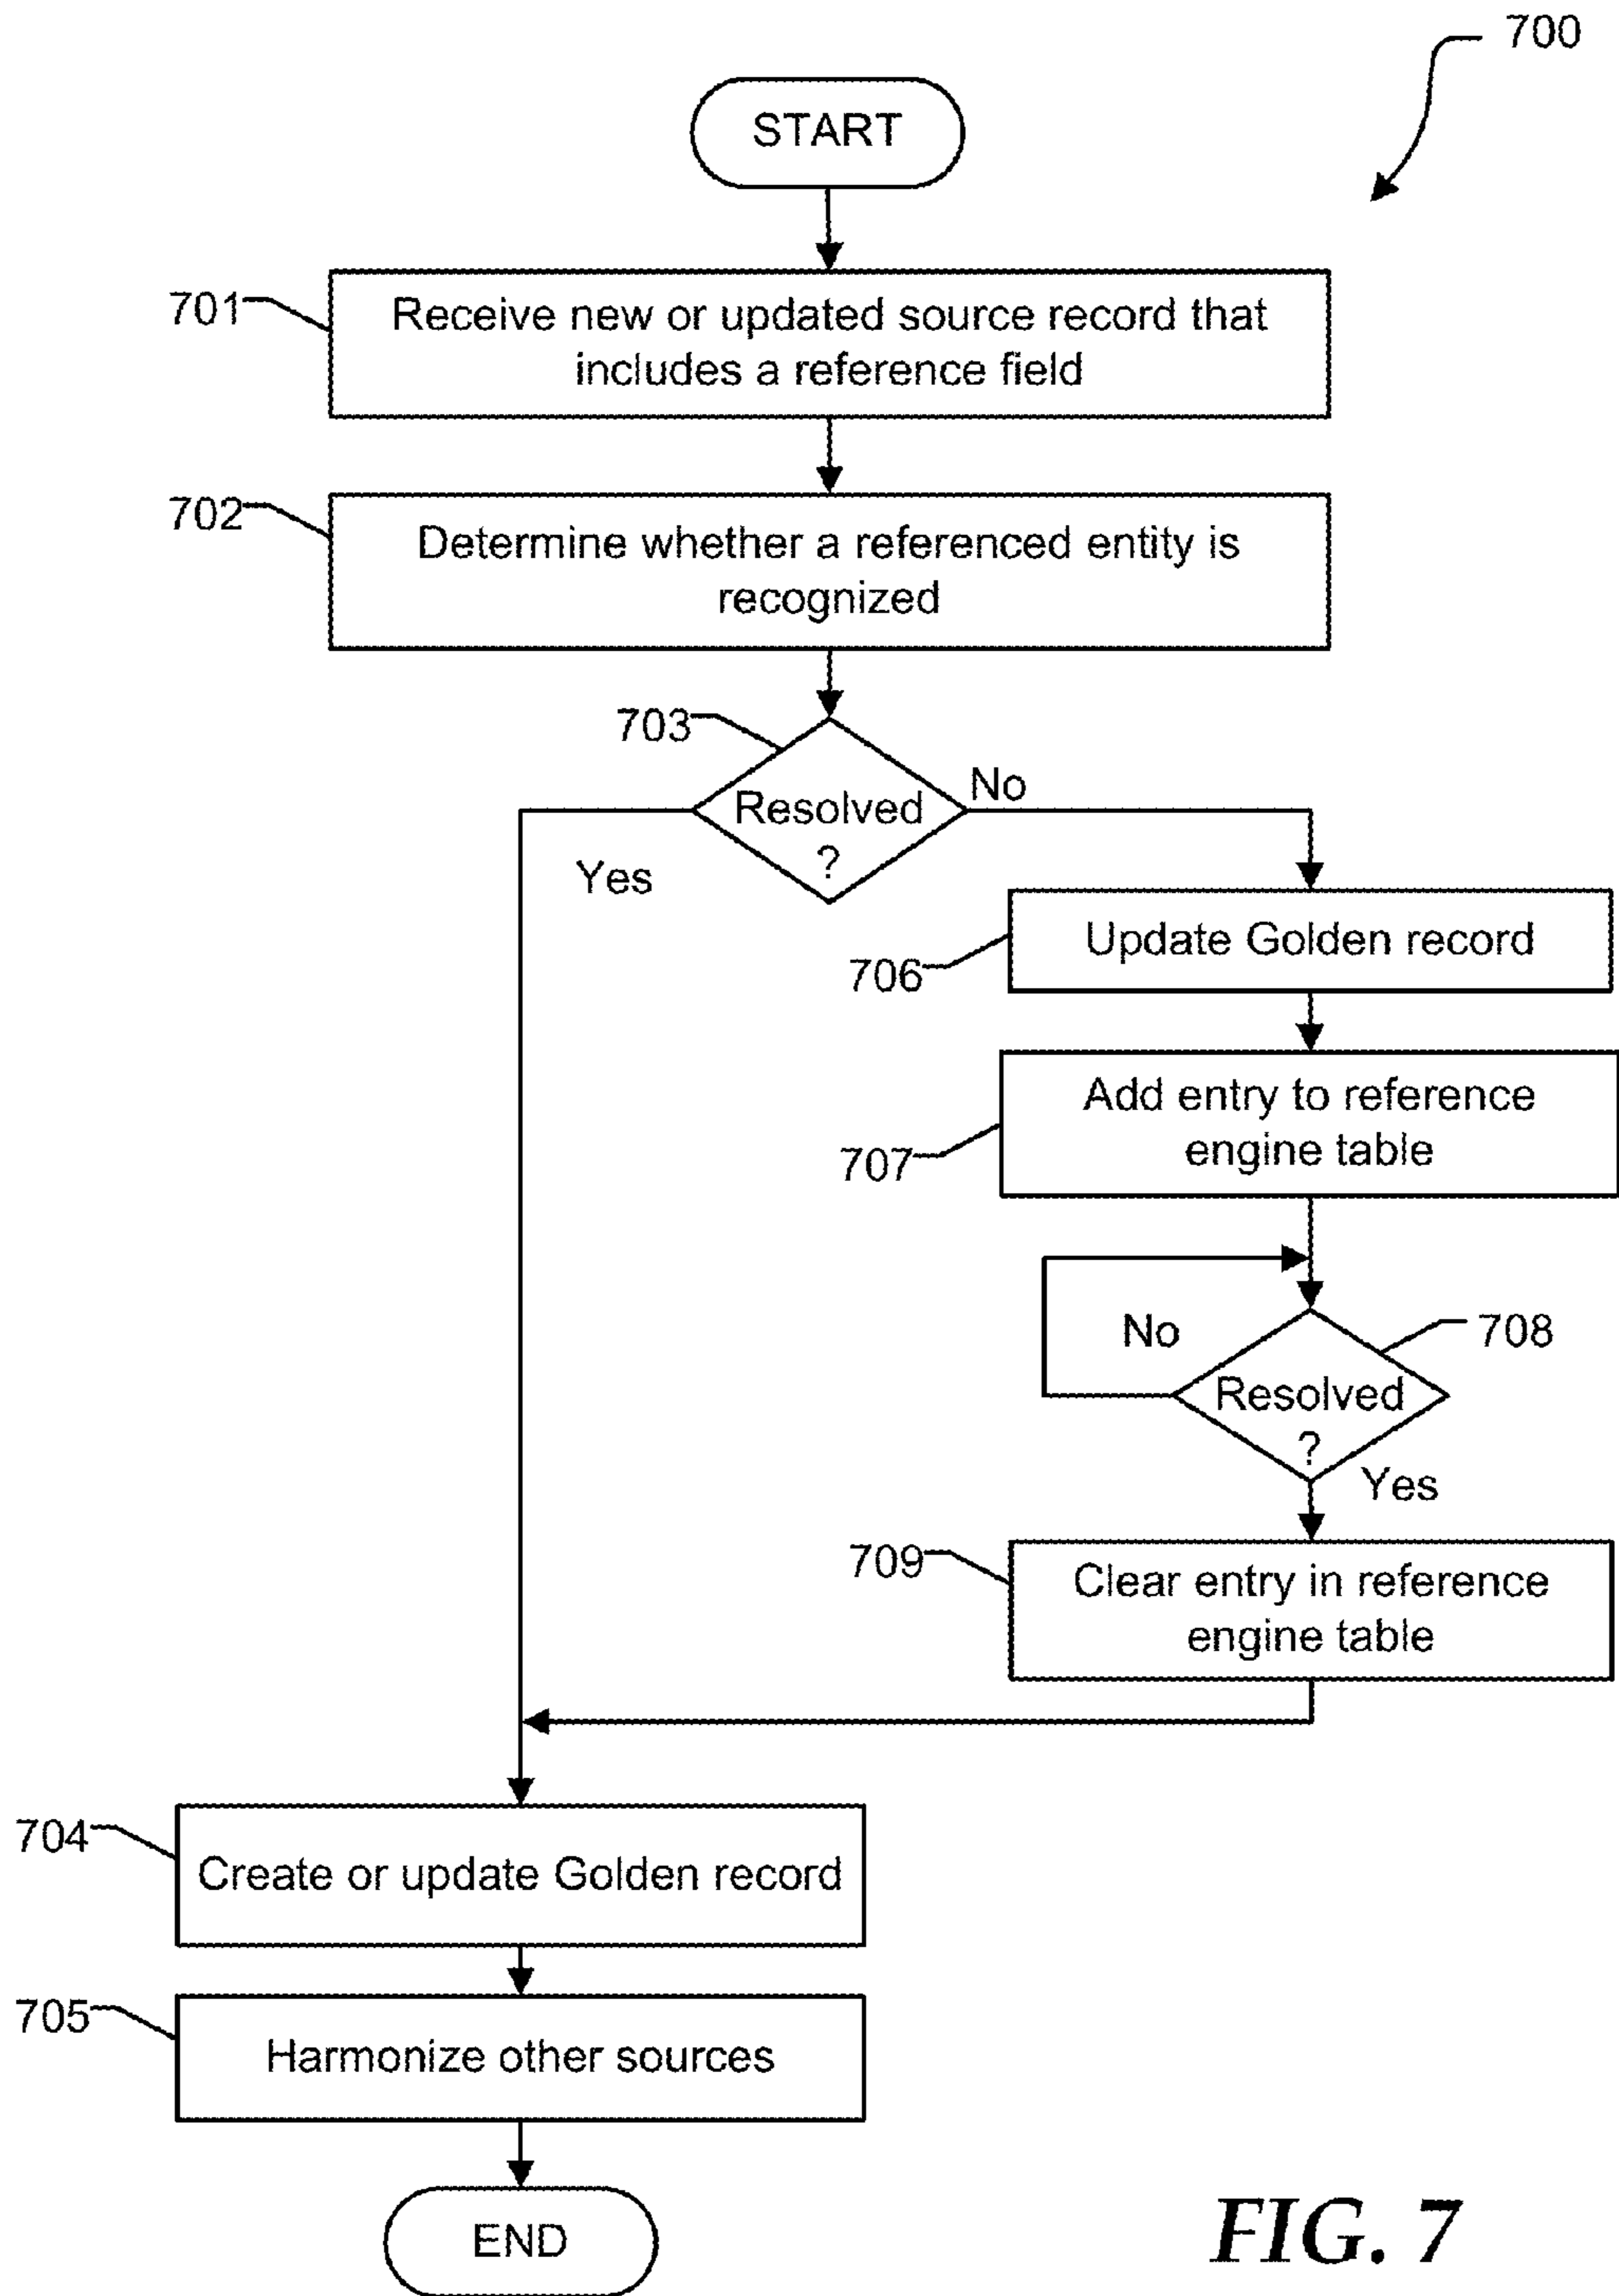 700
START
701
Receive new or updated source record that
includes a reference field
702
Determine whether a referenced entity is
recognized
703
Resolved
?
No
Yes
706
Update Golden record
707
Add entry to reference
engine table
No
708
Resolved
?
Yes
709
Clear entry in reference
engine table
704
Create or update Golden record
705
Harmonize other sources
END
FIG. 7